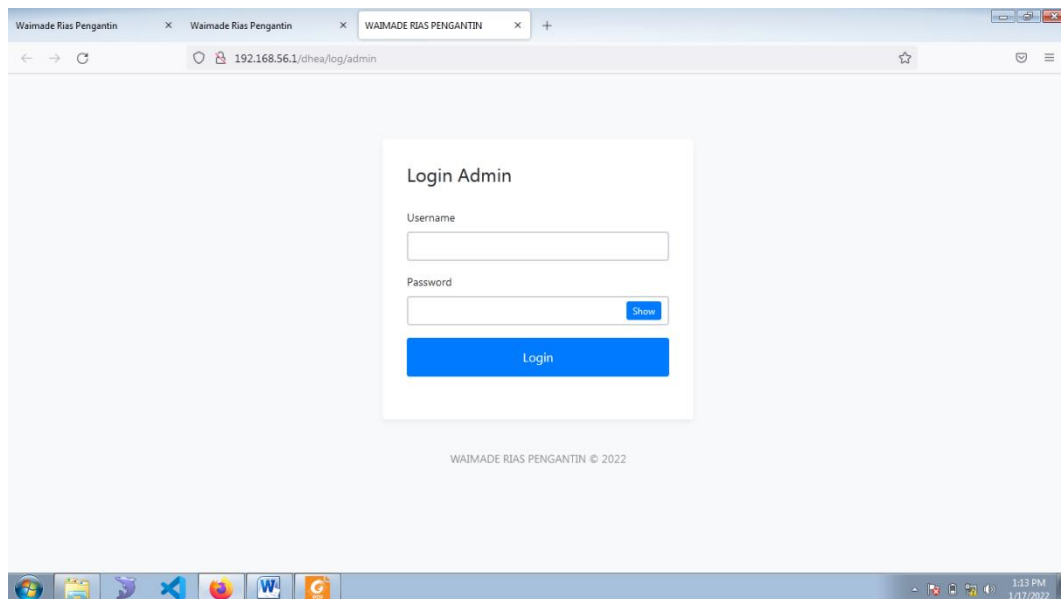 Waimade Rias Pengantin
Waimade Rias Pengantin
WAIMADE RIAS PENGANTIN
192.168.56.1/dhea/log/admin
Login Admin
Username
Password
Show
Login
WAIMADE RIAS PENGANTIN © 2022
W
G
1:13 PM
1/17/2022